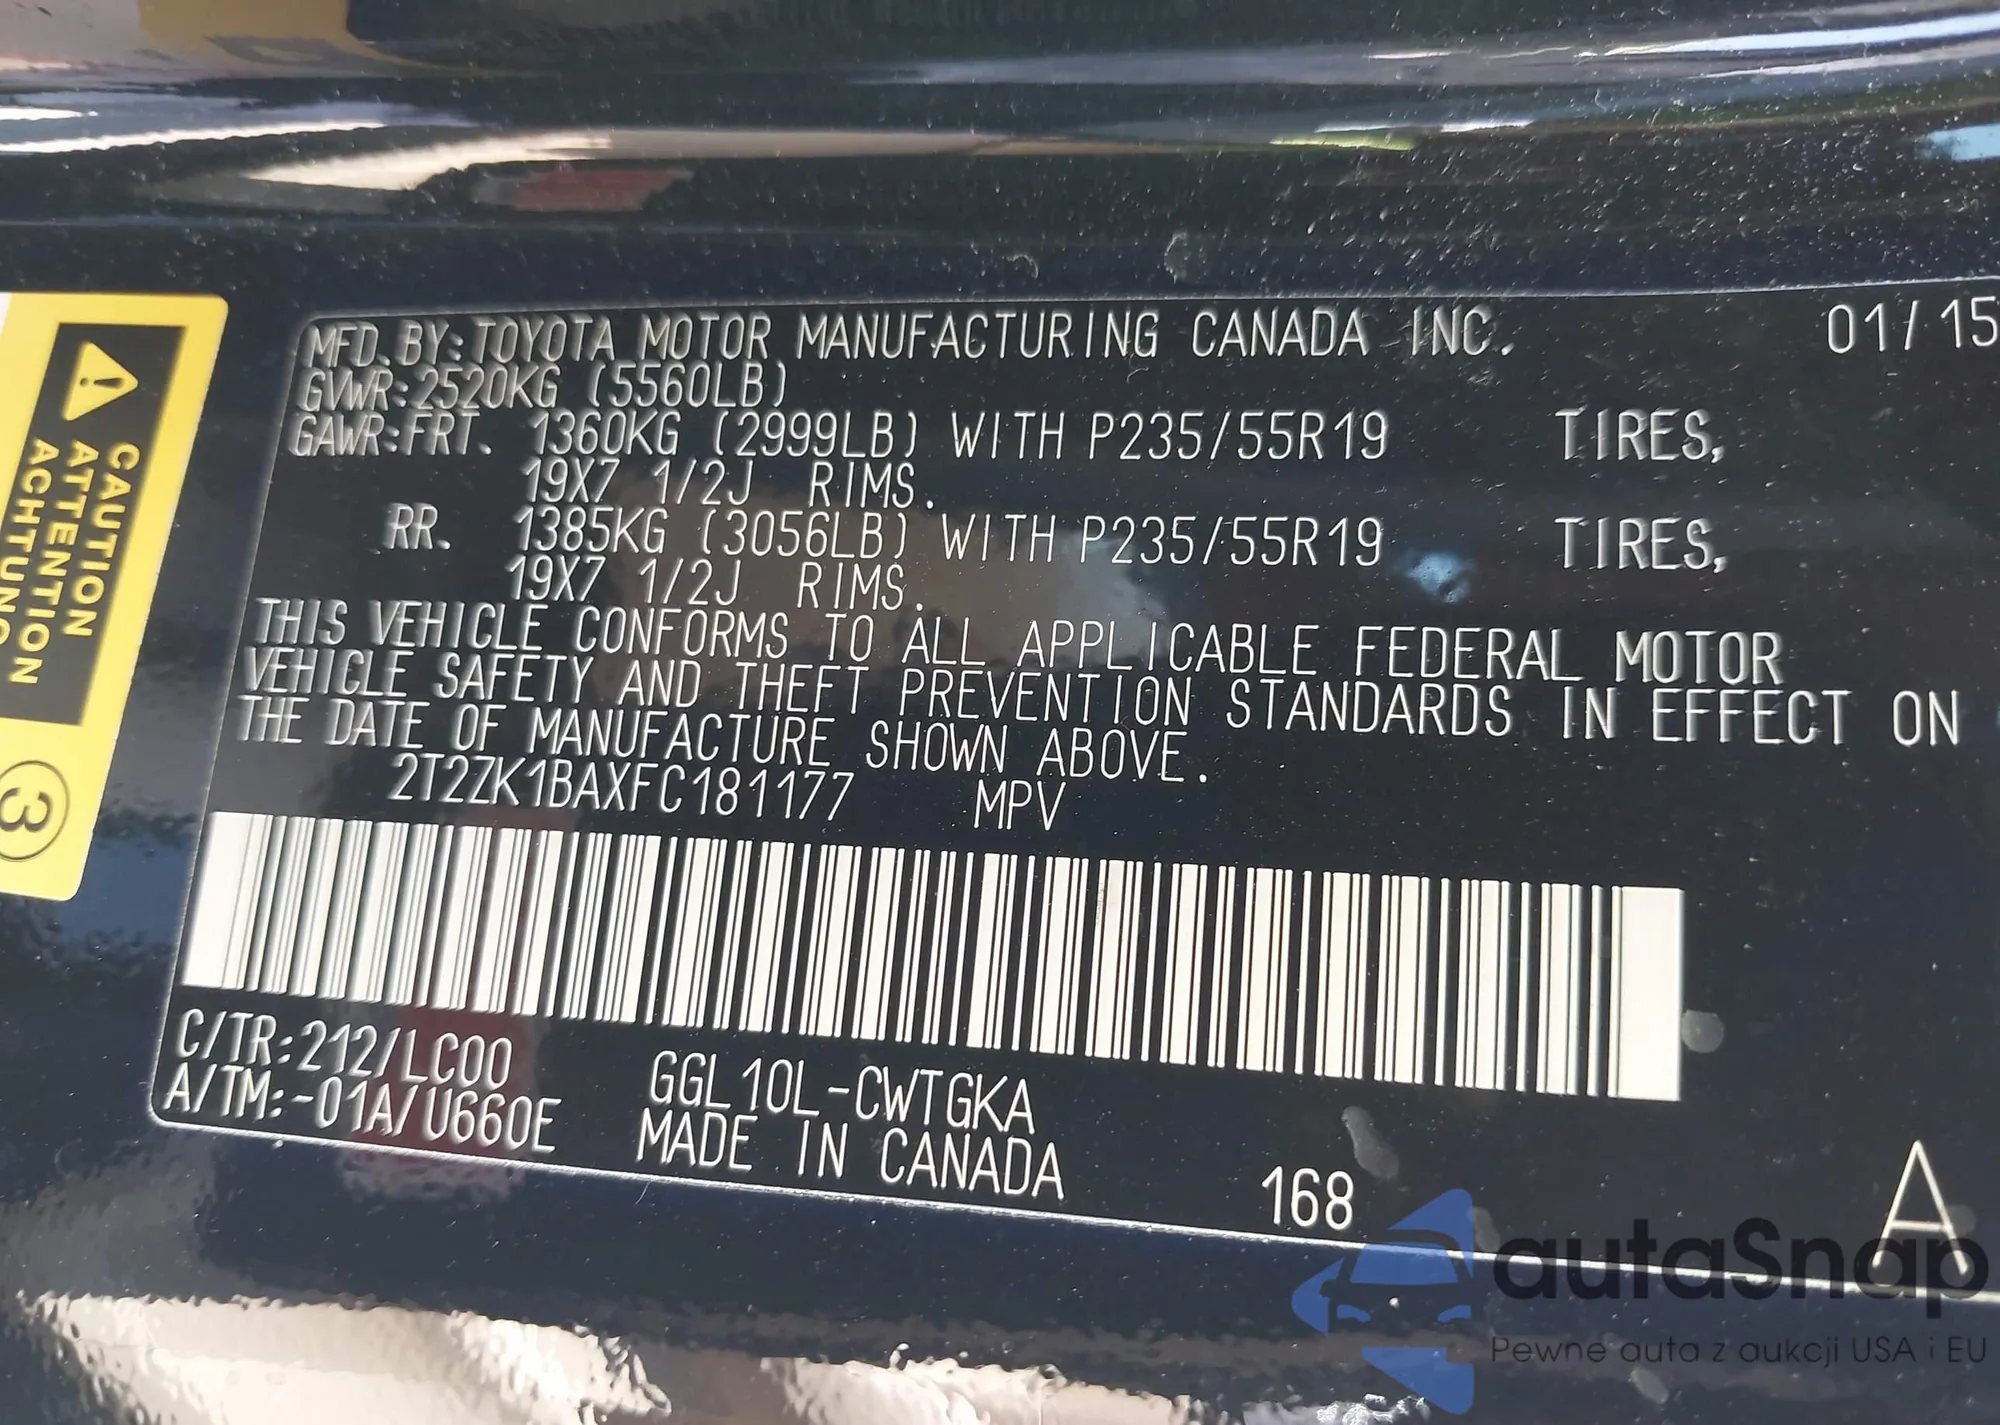 MFD. BY: TOYOTA MOTOR MANUFACTURING CANADA INC. 01/15
GVWR: 2520KG (5560LB)
GAWR: FRT. 1360KG (2999LB) WITH P235/55R19 TIRES,
19X7 1/2J RIMS.
RR. 1385KG (3056LB) WITH P235/55R19 TIRES,
19X7 1/2J RIMS.
THIS VEHICLE CONFORMS TO ALL APPLICABLE FEDERAL MOTOR
VEHICLE SAFETY AND THEFT PREVENTION STANDARDS IN EFFECT ON
THE DATE OF MANUFACTURE SHOWN ABOVE.
2T2ZK1BAXFC181177 MPV
C/TR: 212/LC00 GGL10L-CWTGKA
A/TM: -01A/U660E MADE IN CANADA
168
A
CAUTION
ATTENTION
ACHTUNG
3
autaSnap
Pewne auta z aukcji USA i EU